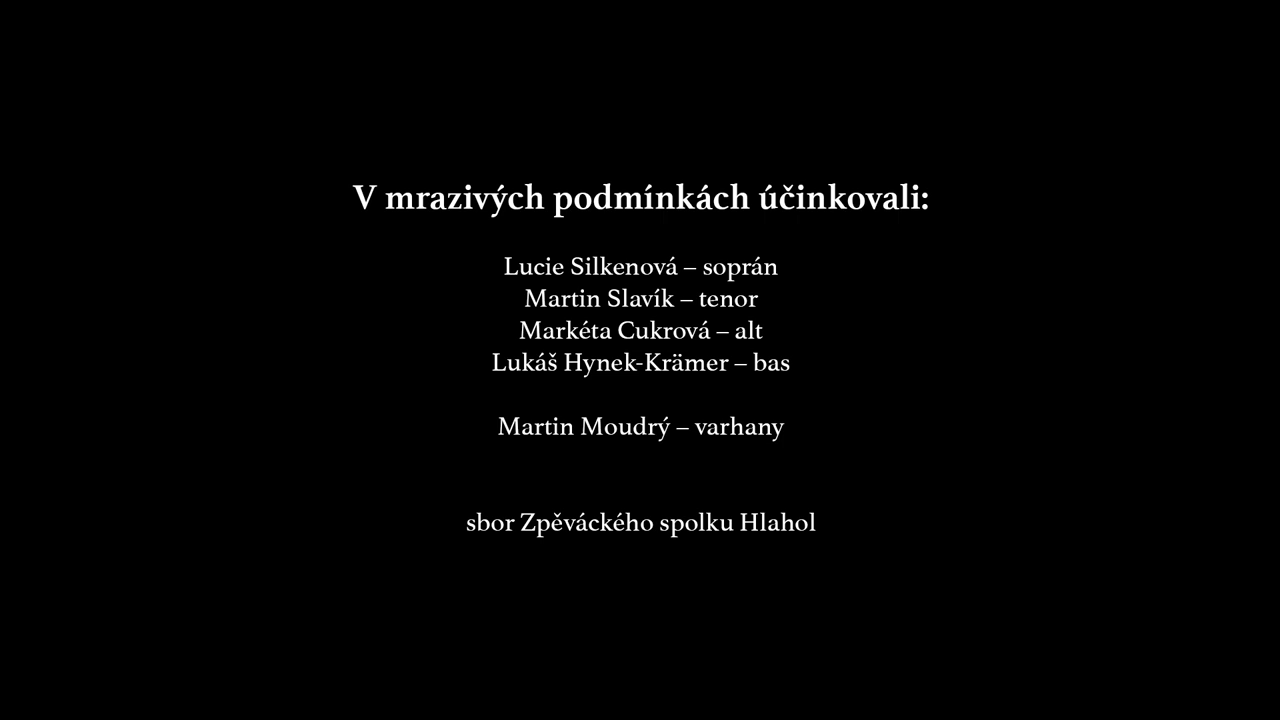 V mrazivých podmínkách účinkovali:
Lucie Silkenová – soprán
Martin Slavík – tenor
Markéta Cukrová – alt
Lukáš Hynek-Krämer – bas
Martin Moudrý – varhany
sbor Zpěváckého spolku Hlahol